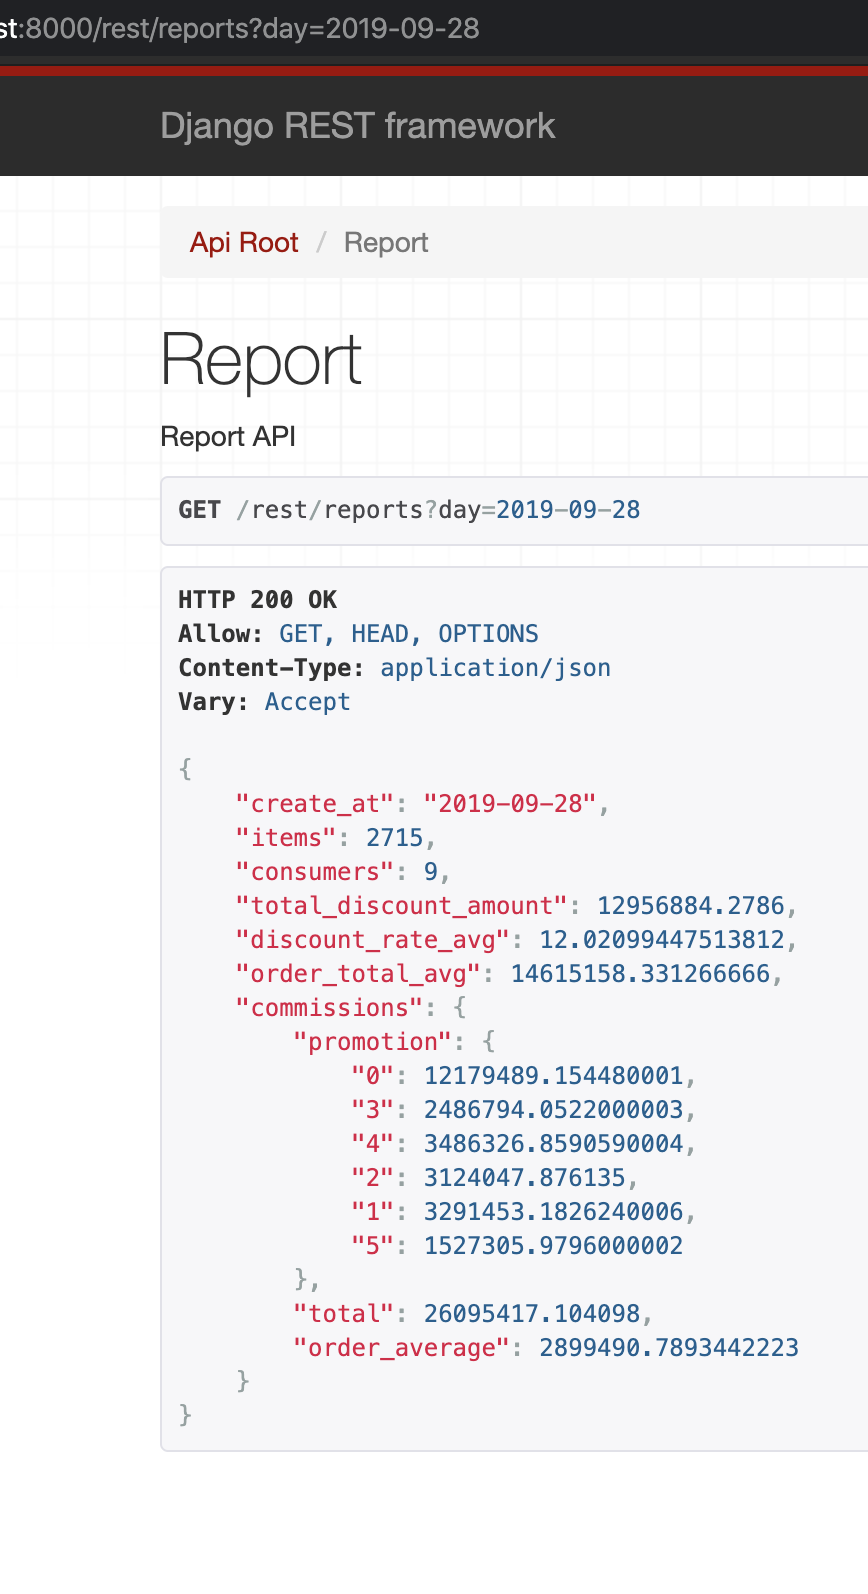 st:8000/rest/reports?day=2019-09-28
Django REST framework
Api Root / Report
Report
Report API
GET /rest/reports?day=2019-09-28
HTTP 200 OK
Allow: GET, HEAD, OPTIONS
Content-Type: application/json
Vary: Accept
{
    "create_at": "2019-09-28",
    "items": 2715,
    "consumers": 9,
    "total_discount_amount": 12956884.2786,
    "discount_rate_avg": 12.02099447513812,
    "order_total_avg": 14615158.331266666,
    "commissions": {
        "promotion": {
            "0": 12179489.154480001,
            "3": 2486794.0522000003,
            "4": 3486326.8590590004,
            "2": 3124047.876135,
            "1": 3291453.1826240006,
            "5": 1527305.9796000002
        },
        "total": 26095417.104098,
        "order_average": 2899490.7893442223
    }
}